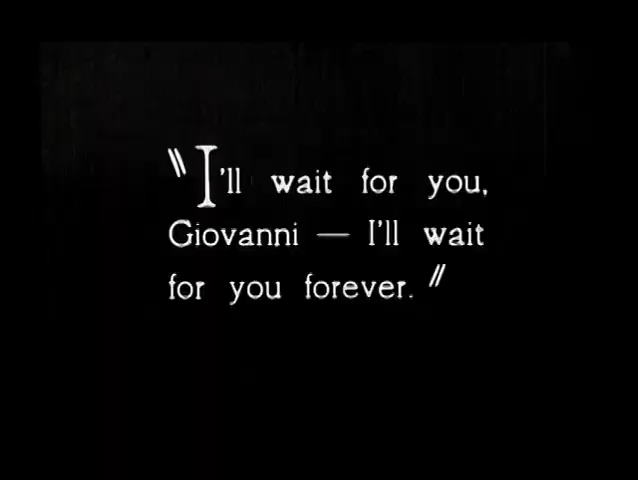 "I'll wait for you,
Giovanni — I'll wait
for you forever."